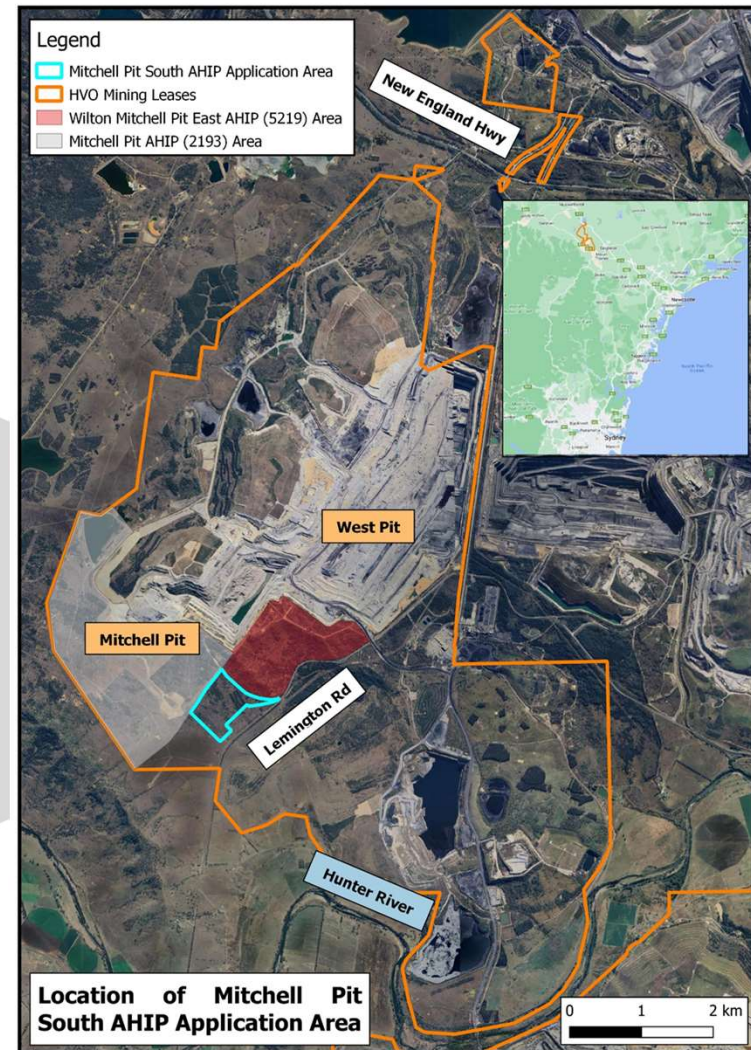 Legend
Mitchell Pit South AHIP Application Area
HVO Mining Leases
Wilton Mitchell Pit East AHIP (5219) Area
Mitchell Pit AHIP (2193) Area
New England Hwy
Newcastle
Sydney
West Pit
Mitchell Pit
Lemington Rd
Hunter River
Location of Mitchell Pit
South AHIP Application Area
0 1 2 km